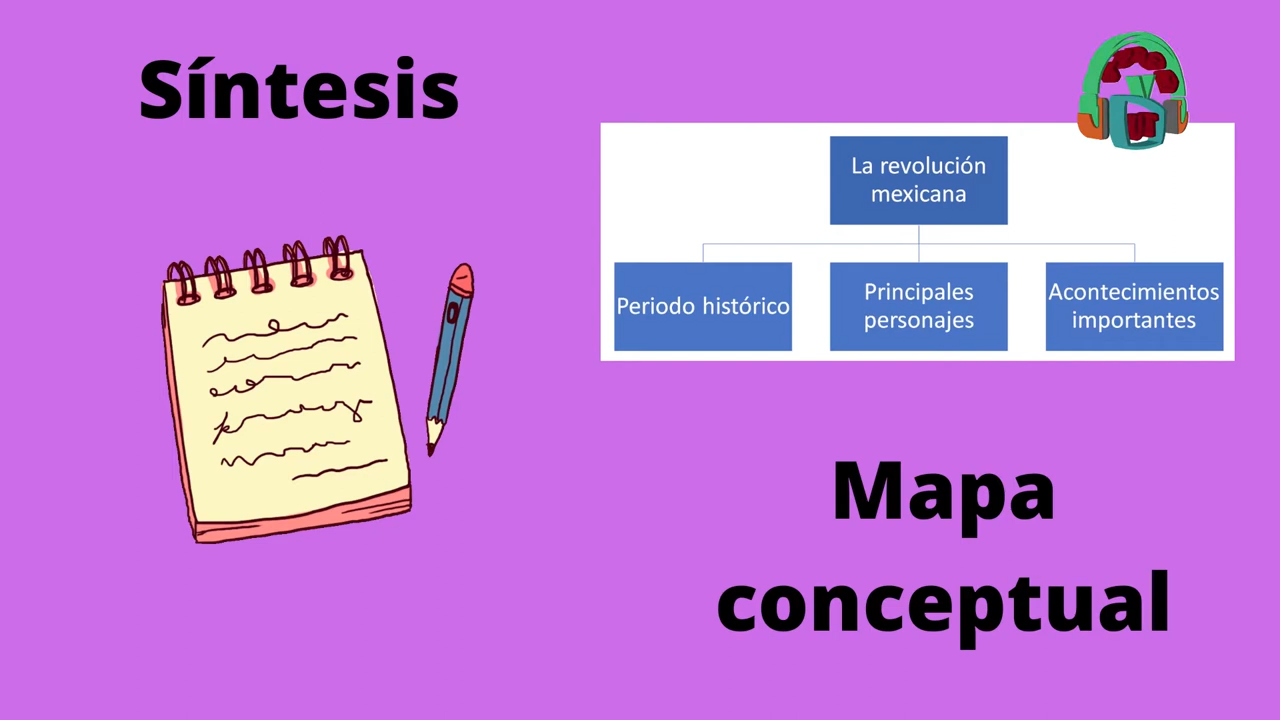 Síntesis
La revolución
mexicana
Periodo histórico
Principales
personajes
Acontecimientos
importantes
Mapa
conceptual